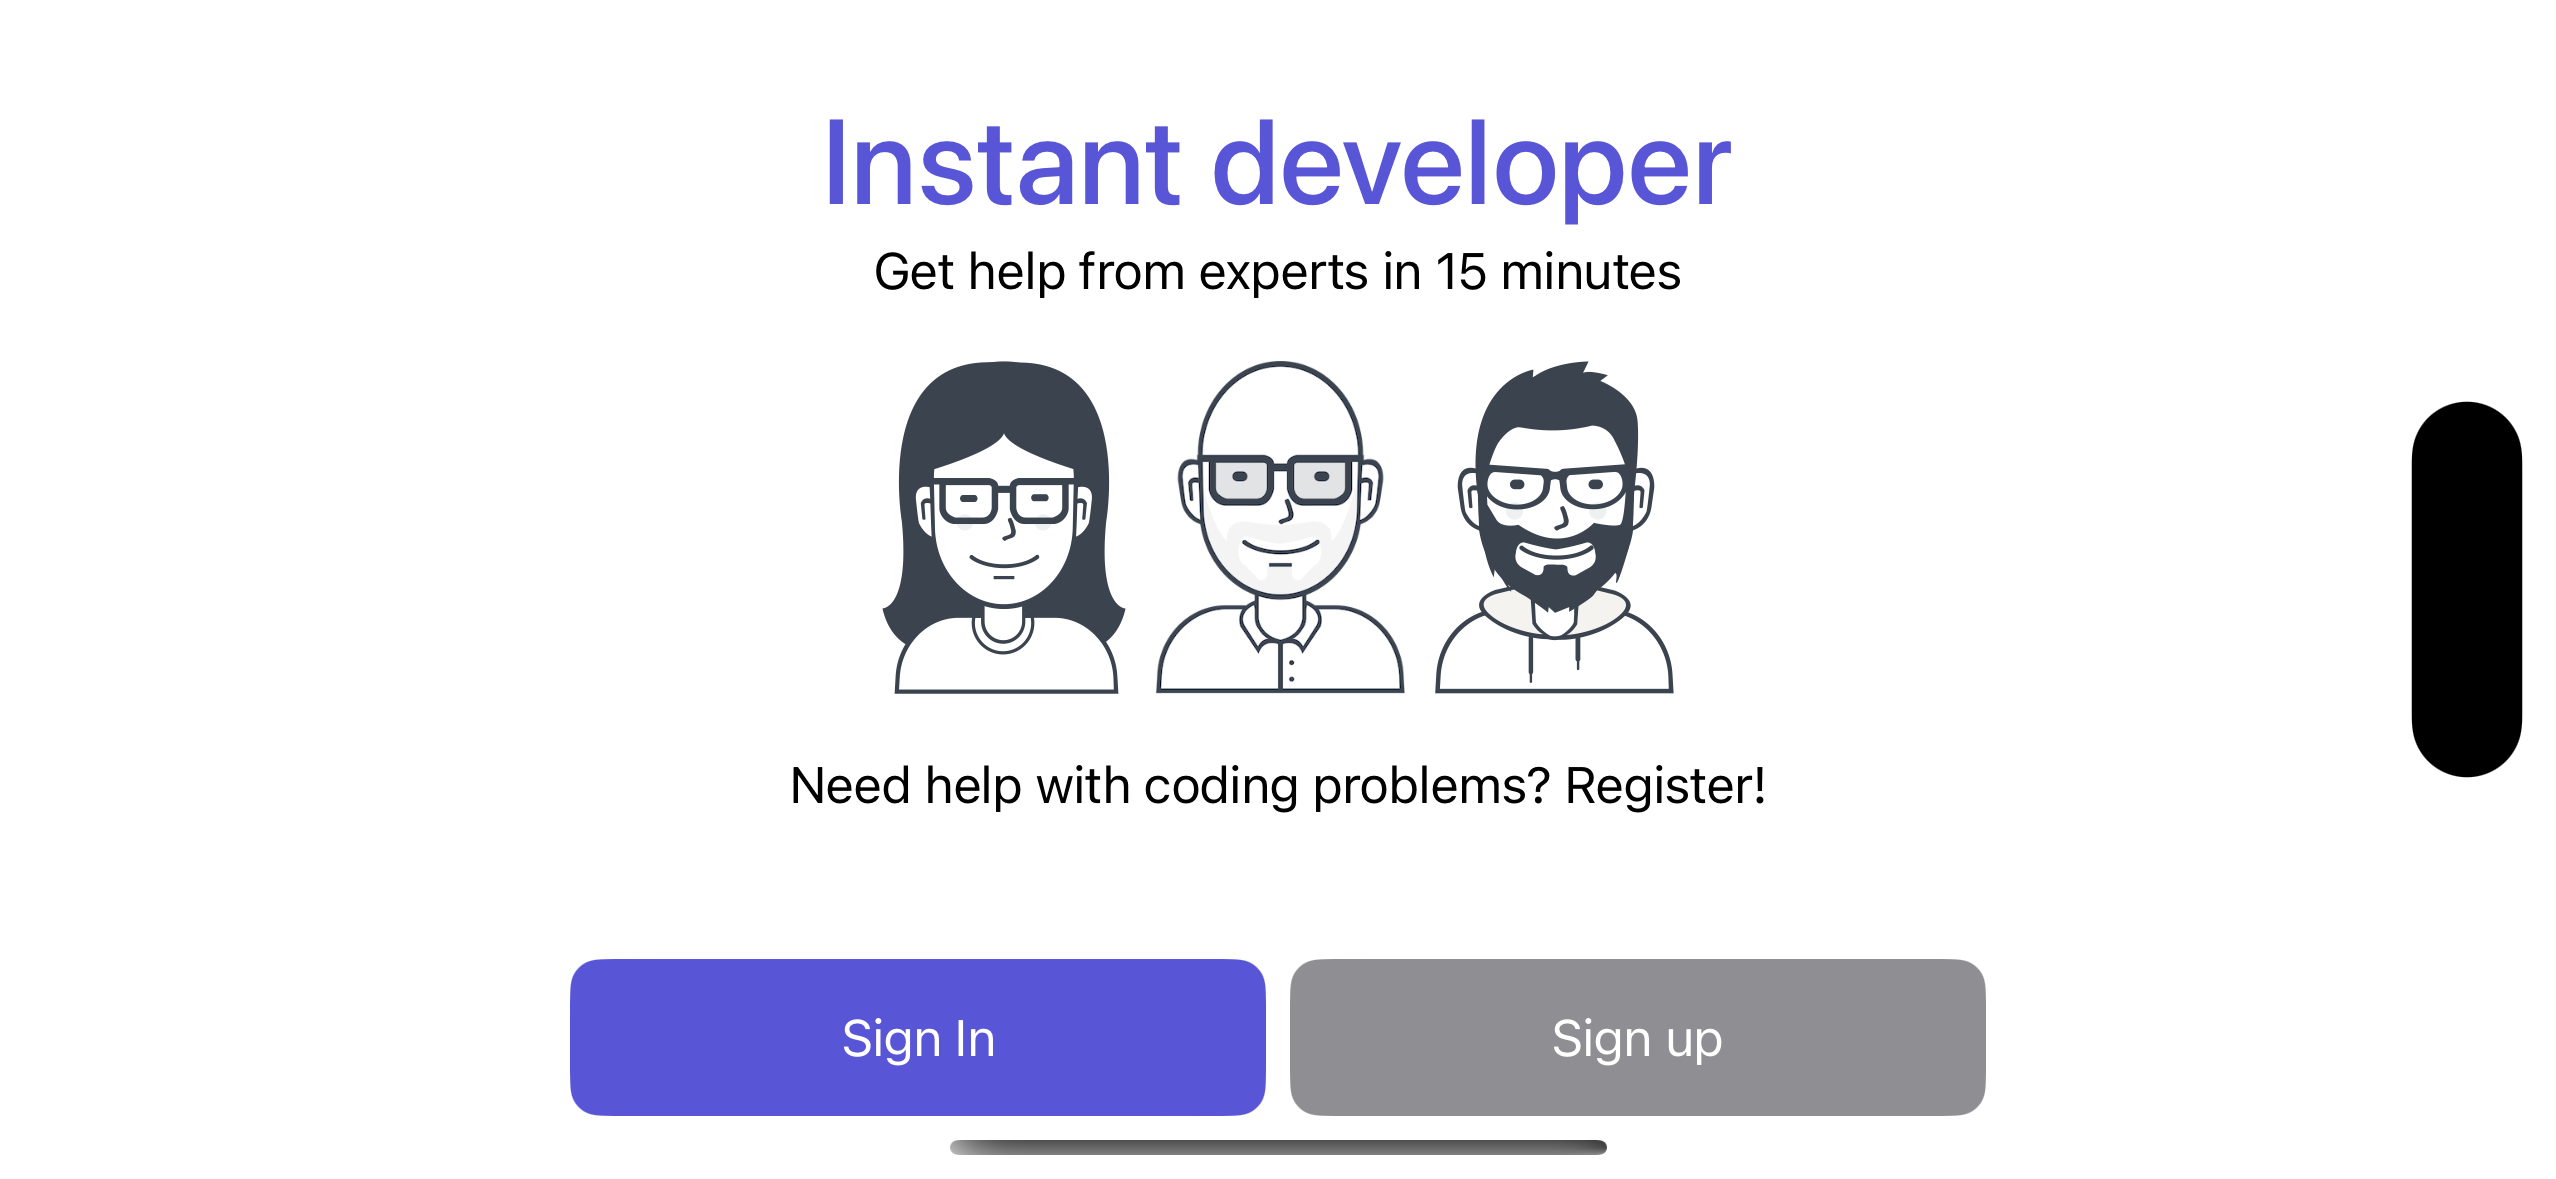 Instant developer
Get help from experts in 15 minutes
Need help with coding problems? Register!
Sign In
Sign up